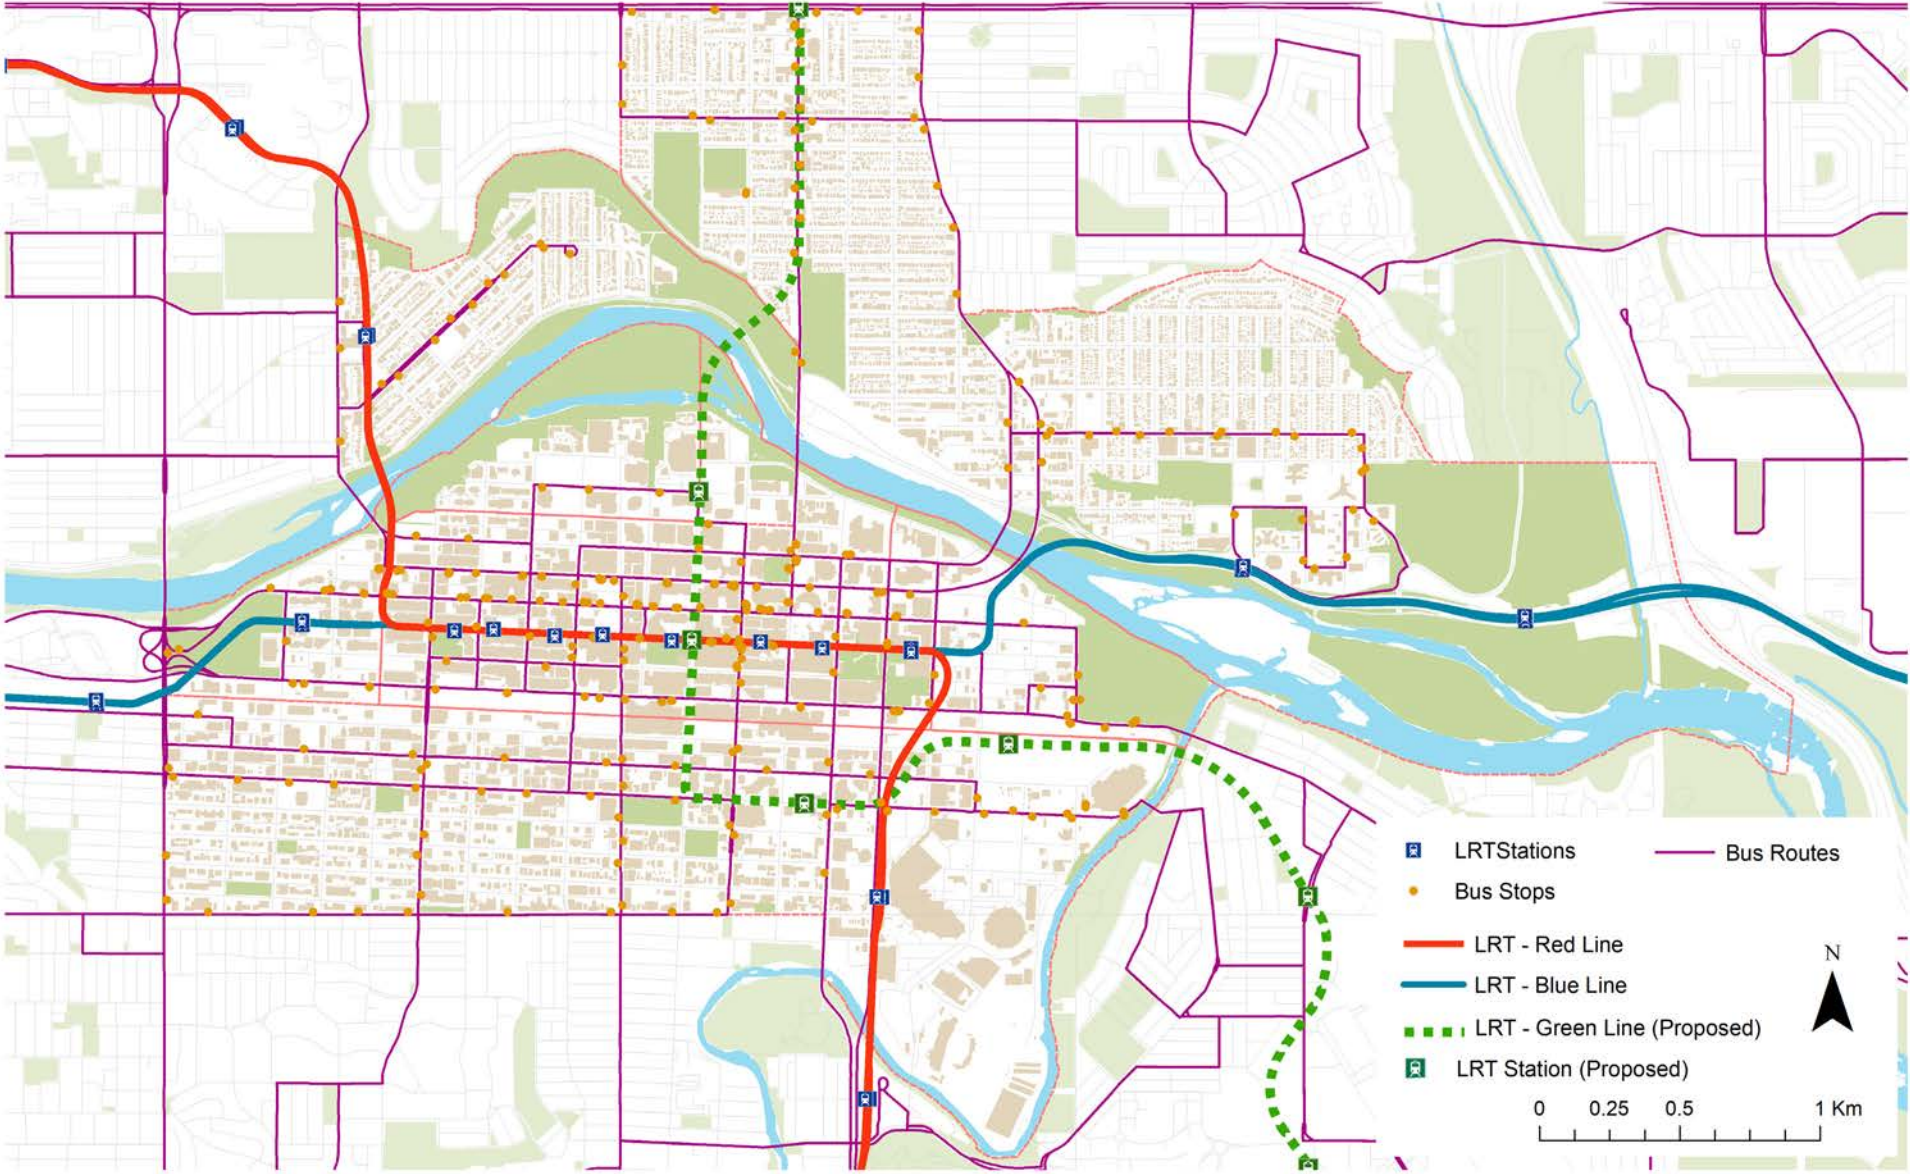 LRTStations
Bus Routes
Bus Stops
LRT - Red Line
N
LRT - Blue Line
LRT - Green Line (Proposed)
LRT Station (Proposed)
0 0.25 0.5 1 Km